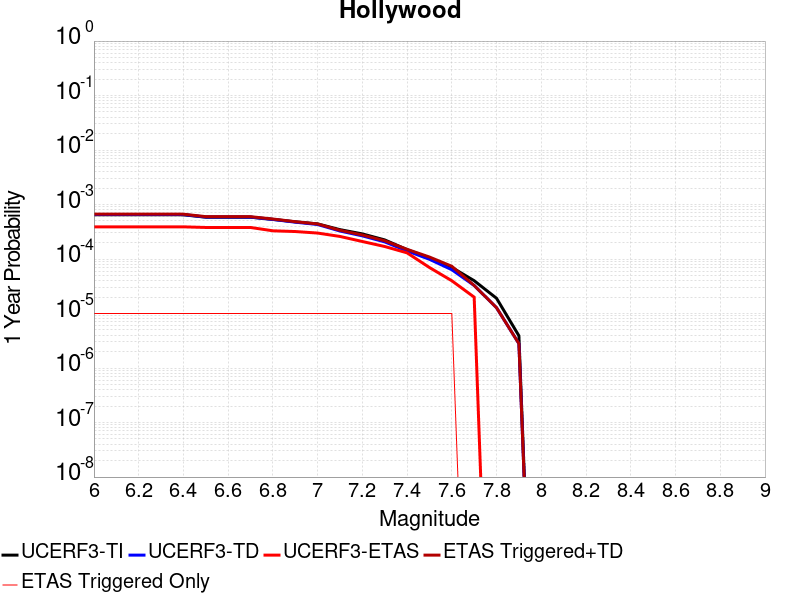 Hollywood
10^0
10^-1
10^-2
10^-3
10^-4
10^-5
10^-6
10^-7
10^-8
1 Year Probability
6 6.2 6.4 6.6 6.8 7 7.2 7.4 7.6 7.8 8 8.2 8.4 8.6 8.8 9
Magnitude
UCERF3-TI UCERF3-TD UCERF3-ETAS ETAS Triggered+TD
ETAS Triggered Only